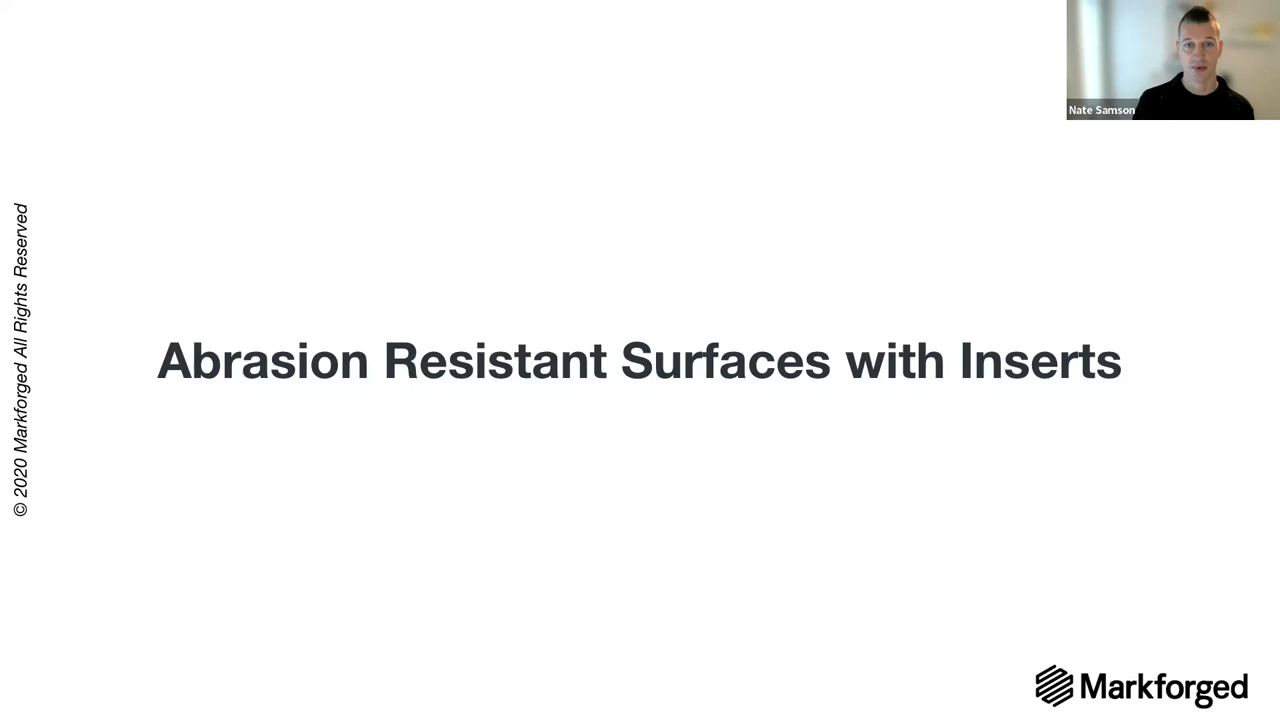 Nate Samson
© 2020 Markforged All Rights Reserved
Abrasion Resistant Surfaces with Inserts
Markforged